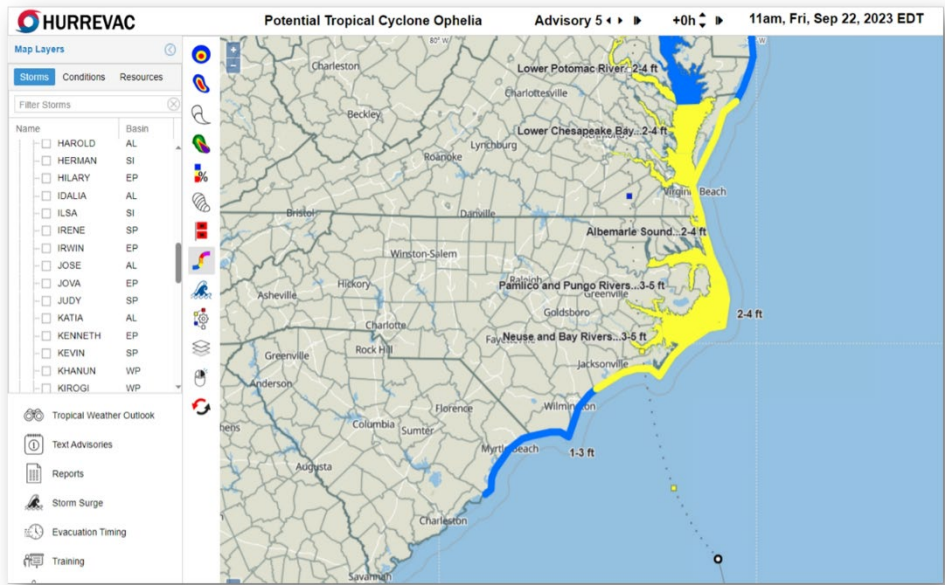 HURREVAC
Potential Tropical Cyclone Ophelia
Advisory 5
+0h
11am, Fri, Sep 22, 2023 EDT
Map Layers
Storms Conditions Resources
Filter Storms
Name Basin
HAROLD AL
HERMAN SI
HILARY EP
IDALIA AL
ILSA SI
IRENE SP
IRWIN EP
JOSE AL
JOVA EP
JUDY SP
KATIA AL
KENNETH EP
KEVIN SP
KHANUN WP
KIROGI WP
Tropical Weather Outlook
Text Advisories
Reports
Storm Surge
Evacuation Timing
Training
%
80° W
W
Charleston
Lower Potomac River...2-4 ft
Charlottesville
Beckley
Lower Chesapeake Bay...2-4 ft
Lynchburg
Roanoke
Virginia Beach
Bristol
Danville
Albemarle Sound...2-4 ft
Winston-Salem
Hickory
Raleigh
Pamlico and Pungo Rivers...3-5 ft
Asheville
Greenville
Goldsboro
2-4 ft
Charlotte
Neuse and Bay Rivers...3-5 ft
Greenville
Rock Hill
Jacksonville
Anderson
Florence
Wilmington
Columbia
Sumter
hens
Myrtle Beach
1-3 ft
Augusta
Charleston
Savannah